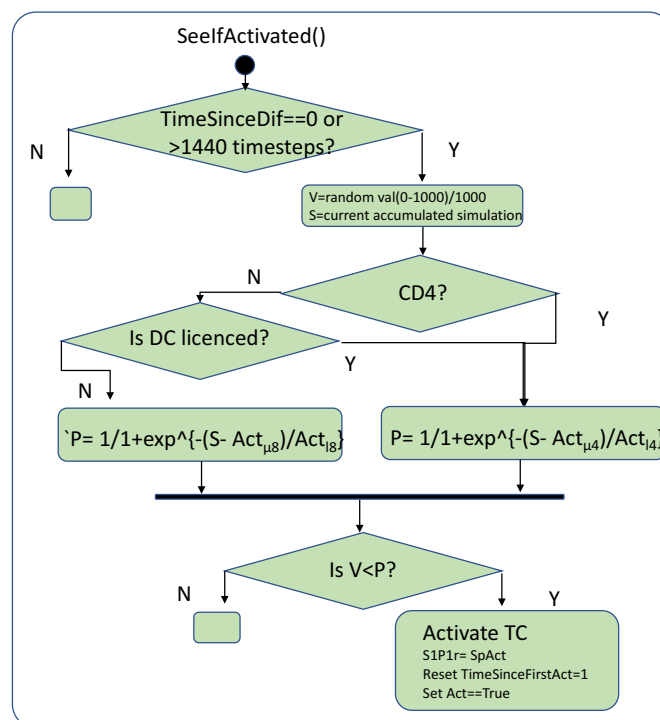 SeeIfActivated()
TimeSinceDif==0 or
>1440 timesteps?
N
Y
V=random val(0-1000)/1000
S=current accumulated simulation
N
CD4?
Y
Is DC licenced?
Y
N
`P= 1/1+exp^{-(S- Actμ8)/Actl8}
P= 1/1+exp^{-(S- Actμ4)/Actl4}
Is V<P?
N
Y
Activate TC
S1P1r= SpAct
Reset TimeSinceFirstAct=1
Set Act==True